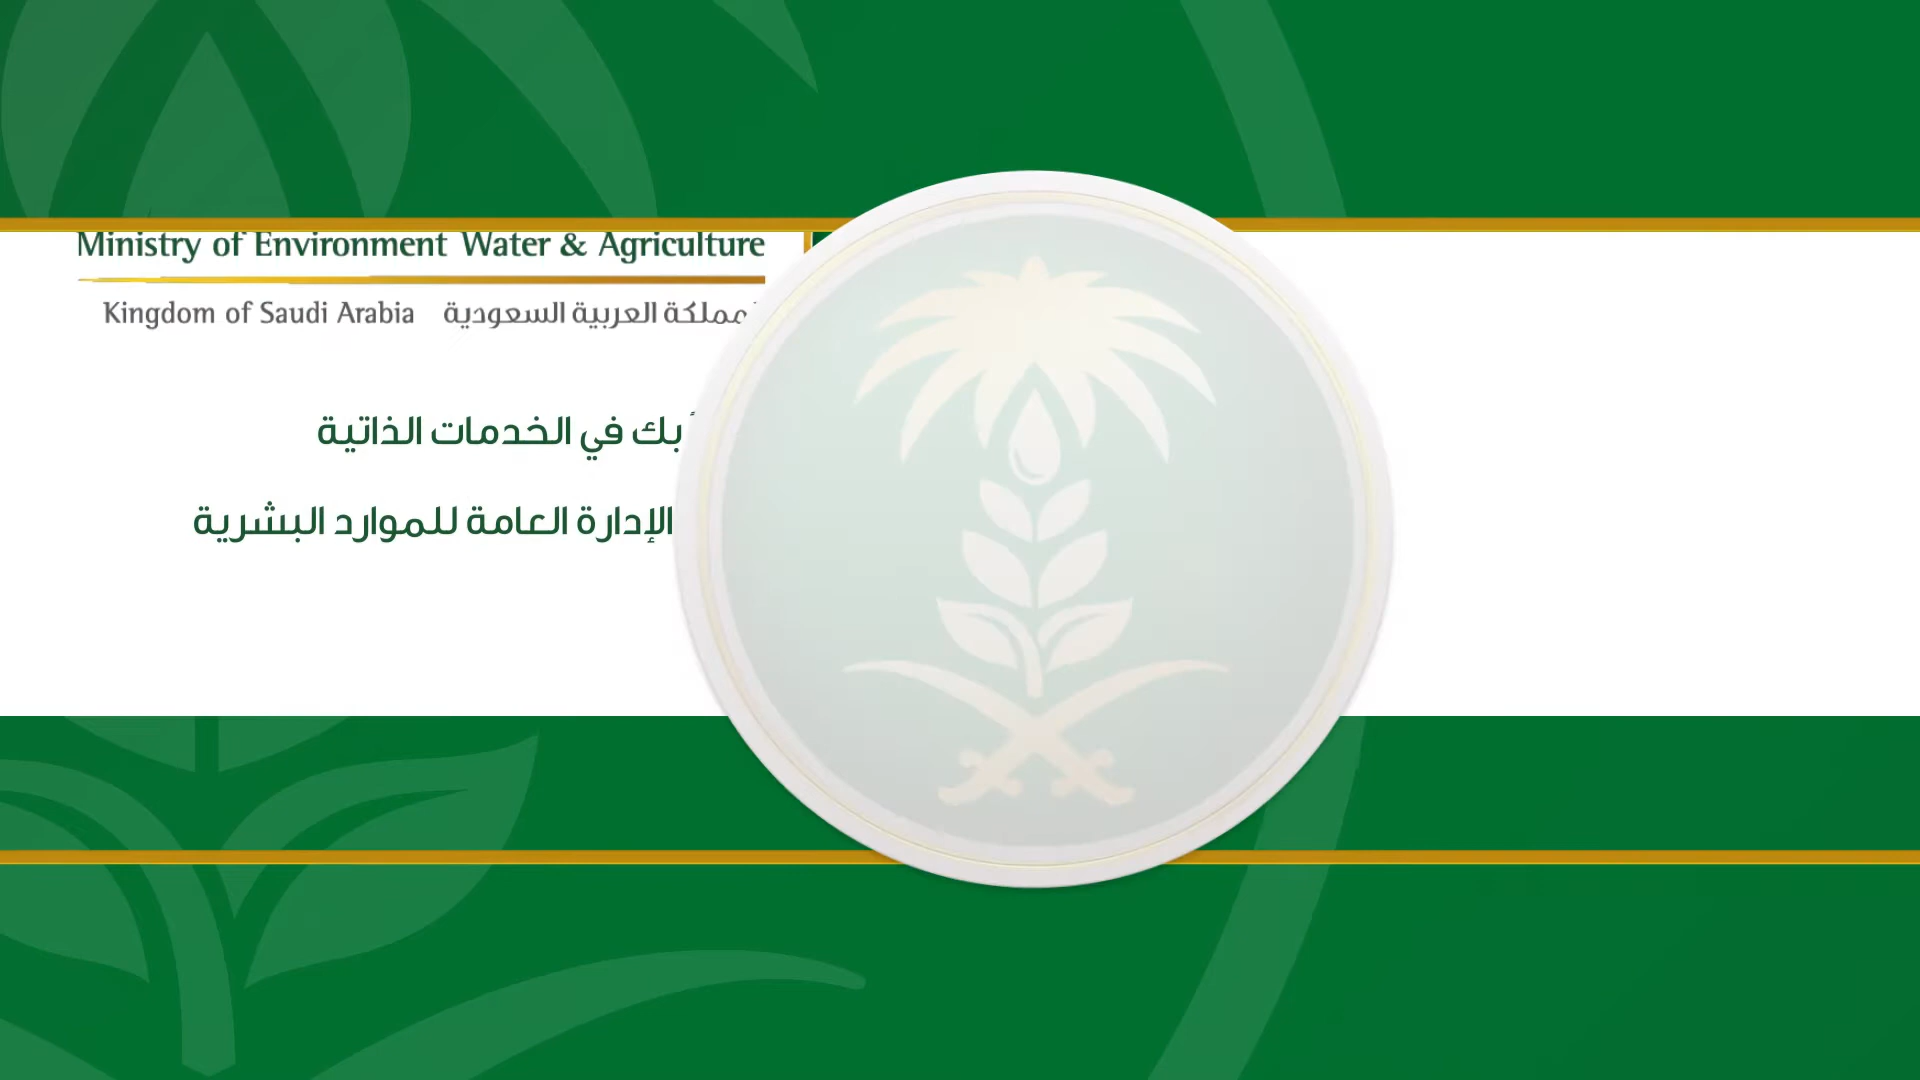 Ministry of Environment Water & Agriculture
Kingdom of Saudi Arabia العربية السعودية
بك في الخدمات الذاتية
الإدارة العامة للموارد البشرية